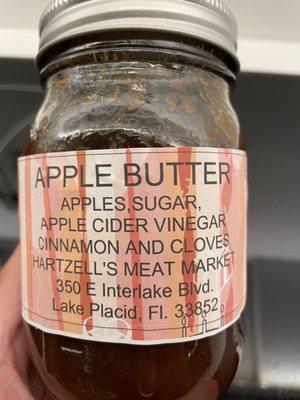 APPLE BUTTER
APPLES,SUGAR,
APPLE CIDER VINEGAR
CINNAMON AND CLOVES
HARTZELL'S MEAT MARKET
350 E Interlake Blvd.
Lake Placid, Fl. 33852